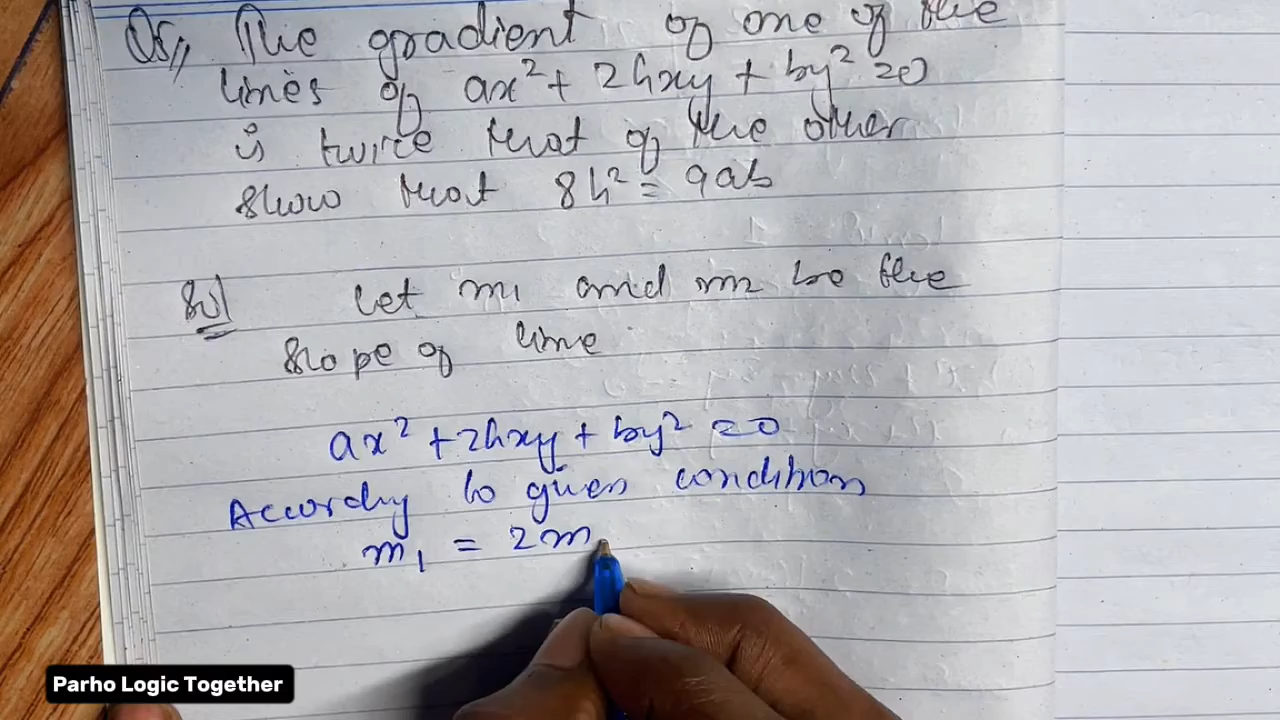 Q5,, The gradient of one of the
lines of ax² + 2hxy + by² = 0
is twice that of the other
show that 8h² = 9ab
Sol Let m₁ and m₂ be the
slope of line
ax² + 2hxy + by² = 0
According to given condition
m₁ = 2m
Parho Logic Together